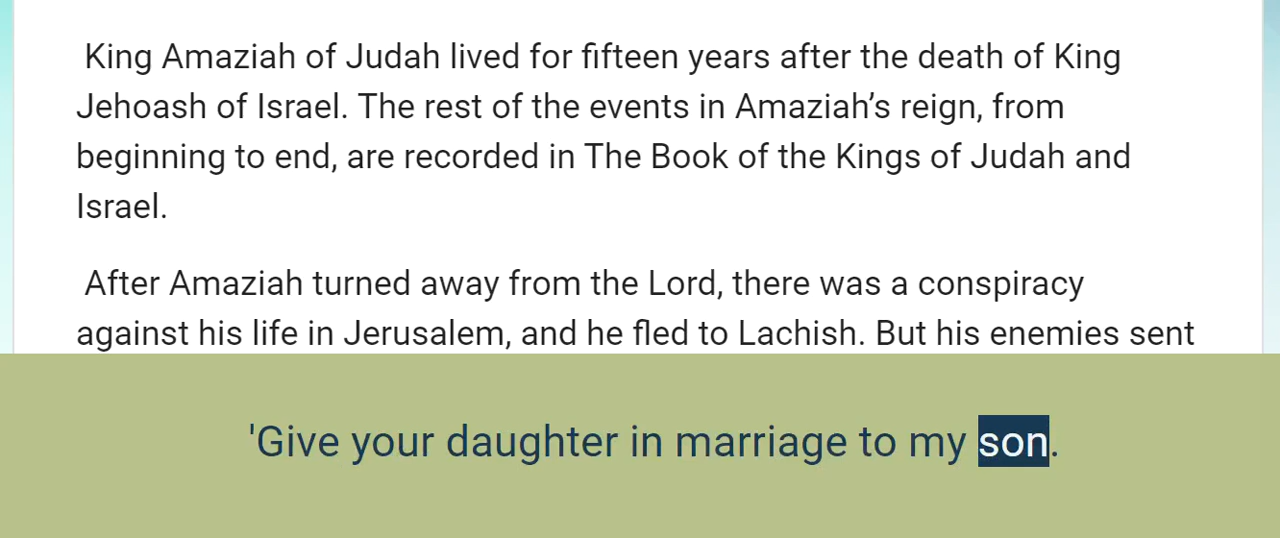 King Amaziah of Judah lived for fifteen years after the death of King
Jehoash of Israel. The rest of the events in Amaziah’s reign, from
beginning to end, are recorded in The Book of the Kings of Judah and
Israel.
After Amaziah turned away from the Lord, there was a conspiracy
against his life in Jerusalem, and he fled to Lachish. But his enemies sent
'Give your daughter in marriage to my son.